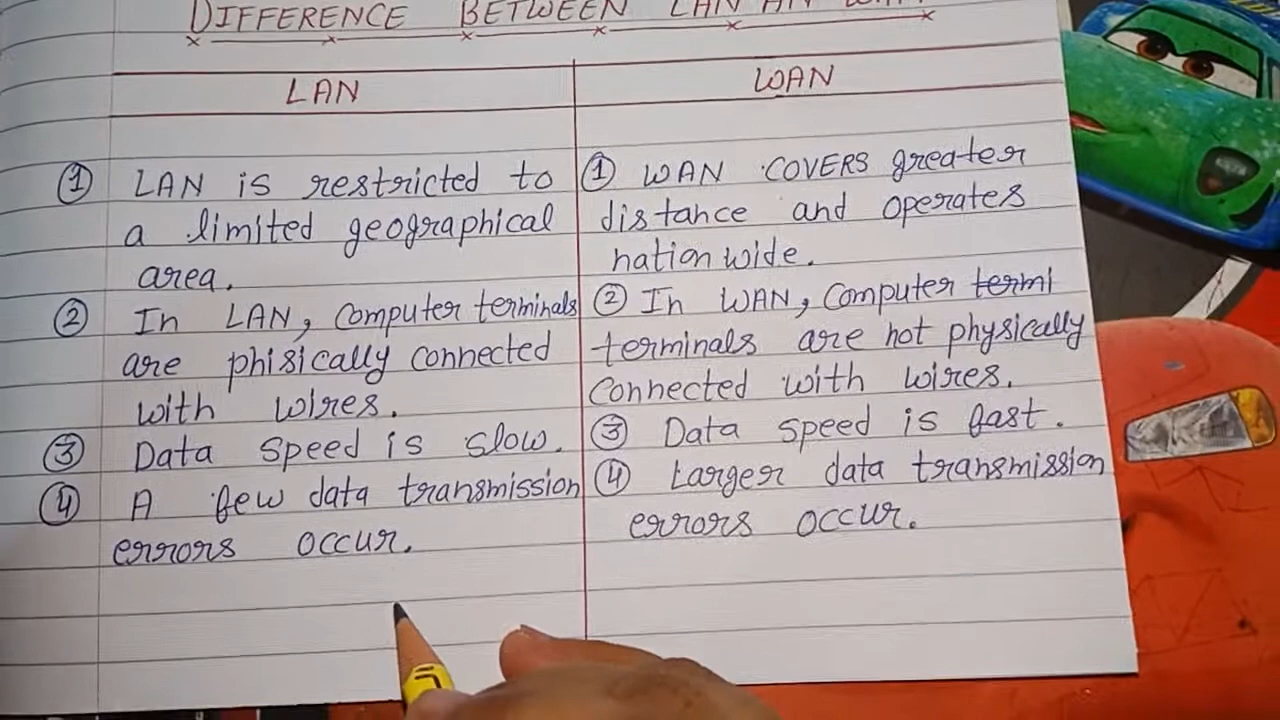 DIFFERENCE BETWEEN LAN AN WAN
LAN
① LAN is restricted to
a limited geographical
area.
② In LAN, computer terminals
are phisically connected
with wires.
③ Data speed is slow.
④ A few data transmission
errors occur.
WAN
① WAN COVERS greater
distance and operates
nation wide.
② In WAN, computer termi
terminals are not physically
connected with wires.
③ Data speed is fast.
④ Larger data transmission
errors occur.